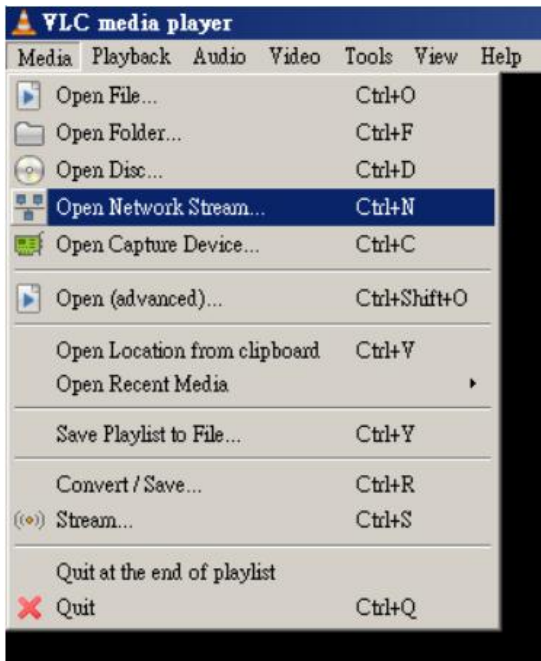 VLC media player
Media Playback Audio Video Tools View Help
Open File... Ctrl+O
Open Folder... Ctrl+F
Open Disc... Ctrl+D
Open Network Stream... Ctrl+N
Open Capture Device... Ctrl+C
Open (advanced)... Ctrl+Shift+O
Open Location from clipboard Ctrl+V
Open Recent Media
Save Playlist to File... Ctrl+Y
Convert / Save... Ctrl+R
Stream... Ctrl+S
Quit at the end of playlist
Quit Ctrl+Q